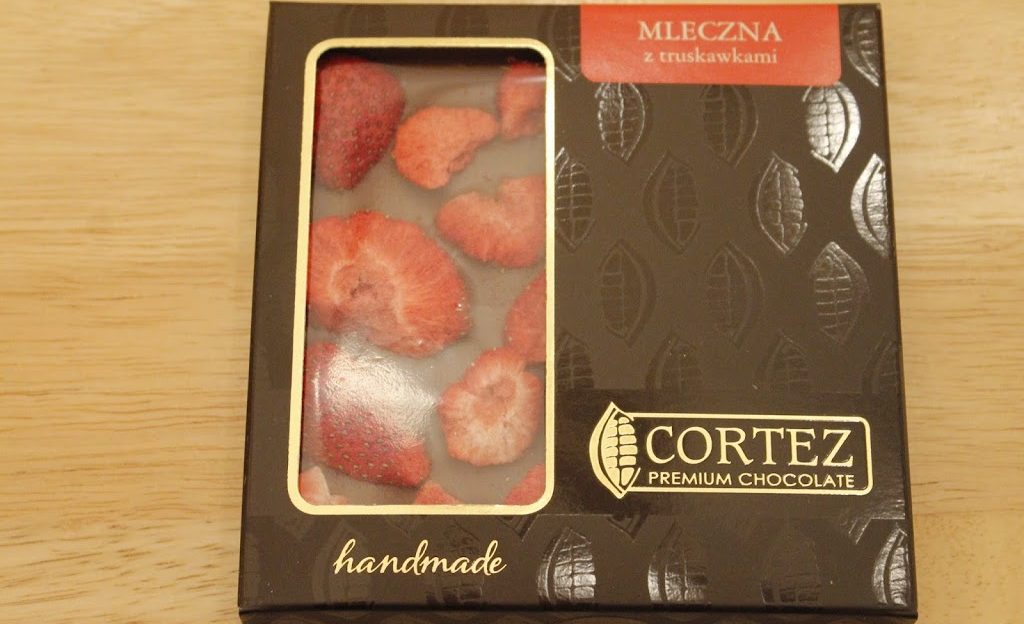 MLECZNA
z truskawkami
CORTEZ
PREMIUM CHOCOLATE
handmade